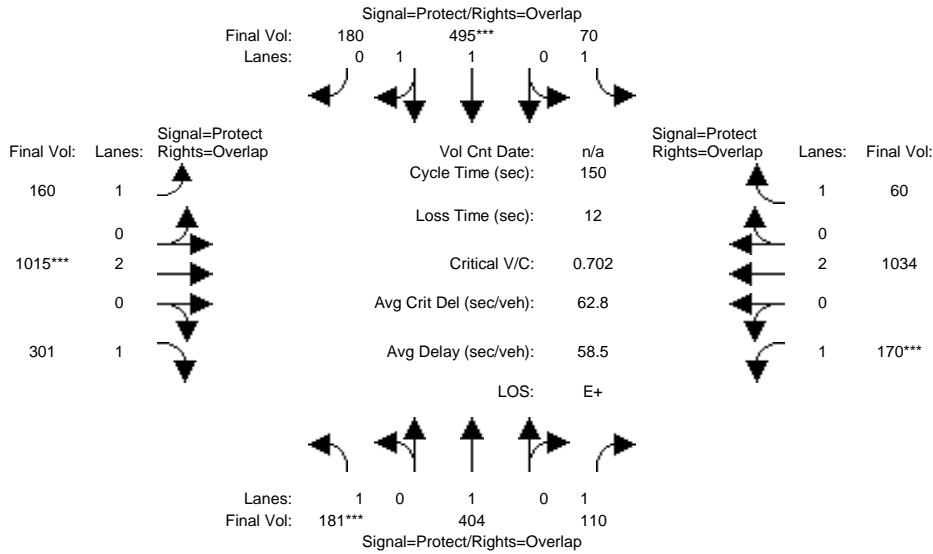 Signal=Protect/Rights=Overlap
Final Vol: 180 495*** 70
Lanes: 0 1 1 0 1
Signal=Protect
Final Vol: Lanes: Rights=Overlap
Vol Cnt Date: n/a
Signal=Protect
Rights=Overlap Lanes: Final Vol:
Cycle Time (sec): 150
160 1
1 60
Loss Time (sec): 12
0
0
1015*** 2
Critical V/C: 0.702
2 1034
0
Avg Crit Del (sec/veh): 62.8
0
301 1
Avg Delay (sec/veh): 58.5
1 170***
LOS: E+
Lanes: 1 0 1 0 1
Final Vol: 181*** 404 110
Signal=Protect/Rights=Overlap